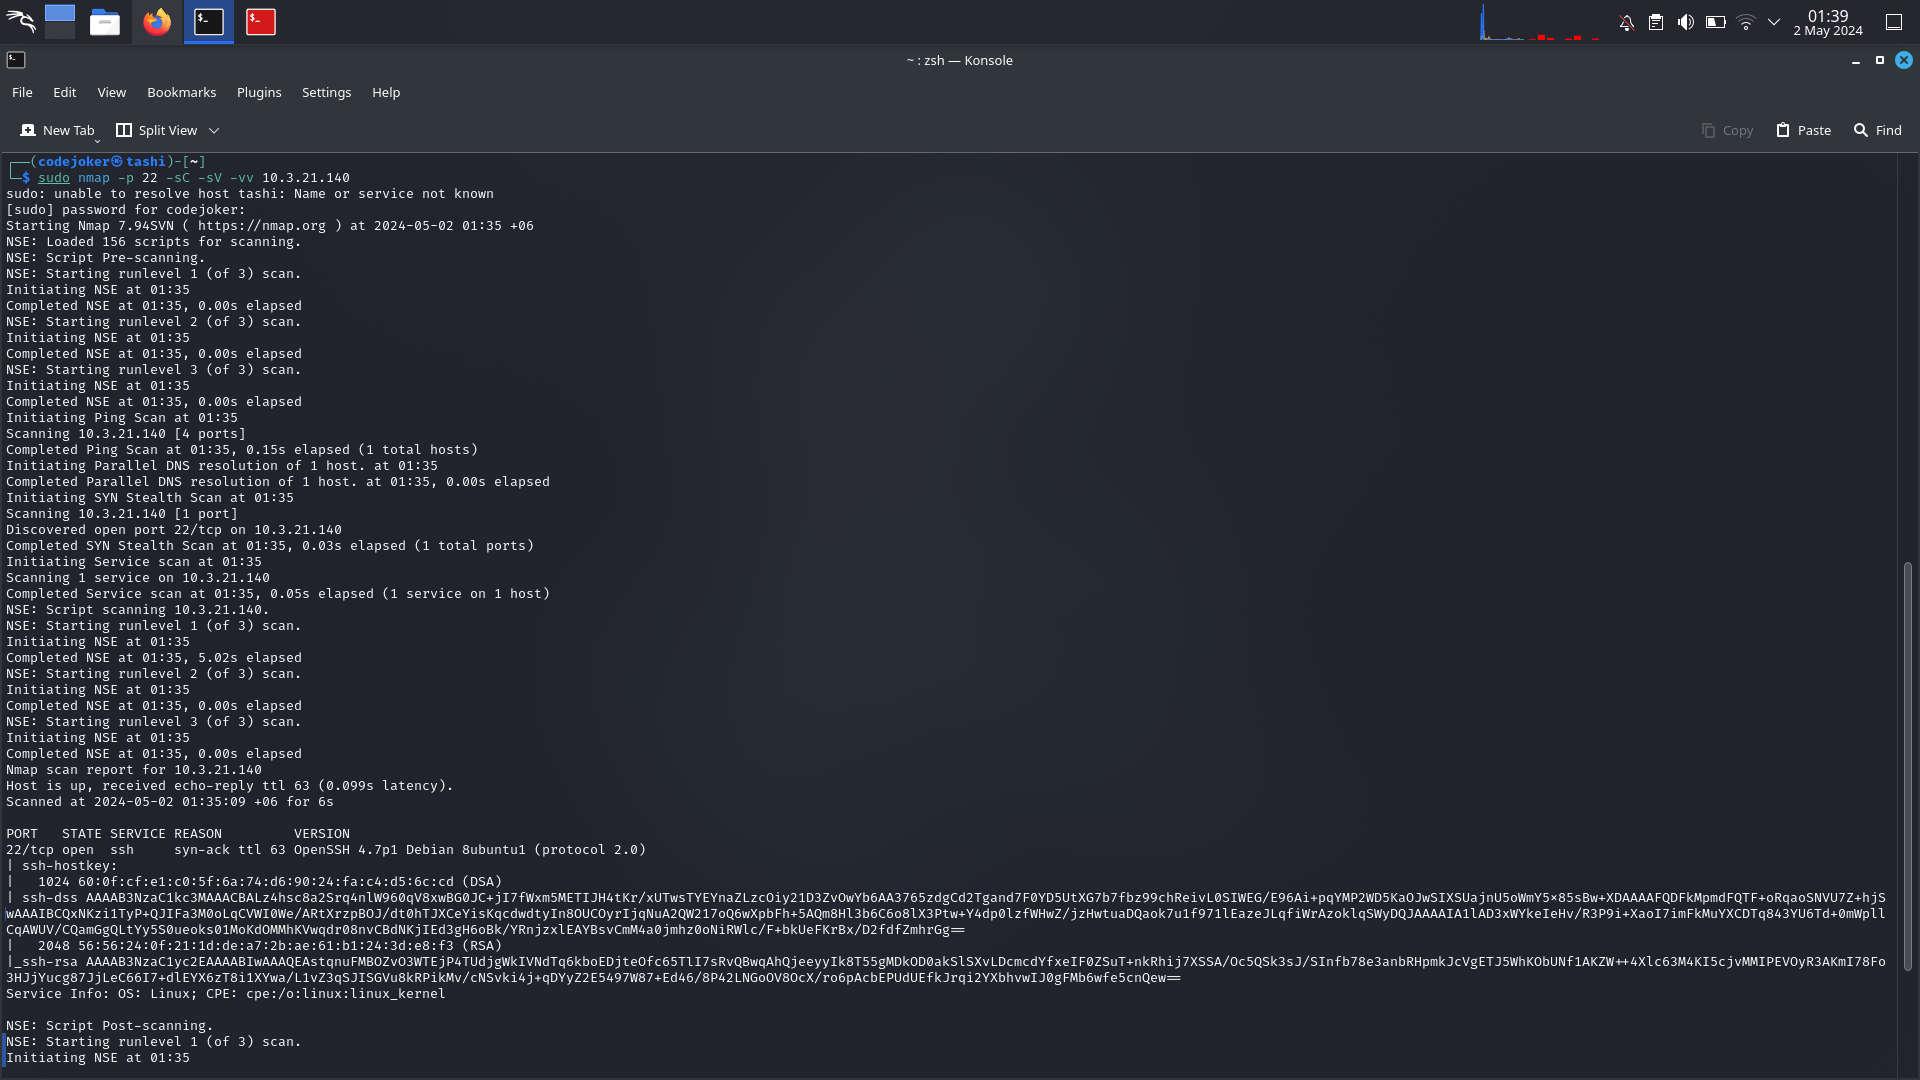 01:39
2 May 2024
~ : zsh — Konsole
File Edit View Bookmarks Plugins Settings Help
New Tab Split View Copy Paste Find
┌──(codejoker㉿tashi)-[~]
└─$ sudo nmap -p 22 -sC -sV -vv 10.3.21.140
sudo: unable to resolve host tashi: Name or service not known
[sudo] password for codejoker:
Starting Nmap 7.94SVN ( https://nmap.org ) at 2024-05-02 01:35 +06
NSE: Loaded 156 scripts for scanning.
NSE: Script Pre-scanning.
NSE: Starting runlevel 1 (of 3) scan.
Initiating NSE at 01:35
Completed NSE at 01:35, 0.00s elapsed
NSE: Starting runlevel 2 (of 3) scan.
Initiating NSE at 01:35
Completed NSE at 01:35, 0.00s elapsed
NSE: Starting runlevel 3 (of 3) scan.
Initiating NSE at 01:35
Completed NSE at 01:35, 0.00s elapsed
Initiating Ping Scan at 01:35
Scanning 10.3.21.140 [4 ports]
Completed Ping Scan at 01:35, 0.15s elapsed (1 total hosts)
Initiating Parallel DNS resolution of 1 host. at 01:35
Completed Parallel DNS resolution of 1 host. at 01:35, 0.00s elapsed
Initiating SYN Stealth Scan at 01:35
Scanning 10.3.21.140 [1 port]
Discovered open port 22/tcp on 10.3.21.140
Completed SYN Stealth Scan at 01:35, 0.03s elapsed (1 total ports)
Initiating Service scan at 01:35
Scanning 1 service on 10.3.21.140
Completed Service scan at 01:35, 0.05s elapsed (1 service on 1 host)
NSE: Script scanning 10.3.21.140.
NSE: Starting runlevel 1 (of 3) scan.
Initiating NSE at 01:35
Completed NSE at 01:35, 5.02s elapsed
NSE: Starting runlevel 2 (of 3) scan.
Initiating NSE at 01:35
Completed NSE at 01:35, 0.00s elapsed
NSE: Starting runlevel 3 (of 3) scan.
Initiating NSE at 01:35
Completed NSE at 01:35, 0.00s elapsed
Nmap scan report for 10.3.21.140
Host is up, received echo-reply ttl 63 (0.099s latency).
Scanned at 2024-05-02 01:35:09 +06 for 6s
PORT   STATE SERVICE REASON         VERSION
22/tcp open  ssh     syn-ack ttl 63 OpenSSH 4.7p1 Debian 8ubuntu1 (protocol 2.0)
| ssh-hostkey:
|   1024 60:0f:cf:e1:c0:5f:6a:74:d6:90:24:fa:c4:d5:6c:cd (DSA)
| ssh-dss AAAAB3NzaC1kc3MAAACBALz4hsc8a2Srq4nlW960qV8xwBG0JC+jI7fWxm5METIJH4tKr/xUTwsTYEYnaZLzcOiy21D3ZvOwYb6AA3765zdgCd2Tgand7F0YD5UtXG7b7fbz99chReivL0SIWEG/E96Ai+pqYMP2WD5KaOJwSIXSUajnU5oWmY5x85sBw+XDAAAAFQDFkMpmdFQTF+oRqaoSNVU7Z+hjS
wAAAIBCQxNKzi1TyP+QJIFa3M0oLqCVWI0We/ARtXrzpBOJ/dt0hTJXCeYisKqcdwdtyIn8OUCOyrIjqNuA2QW217oQ6wXpbFh+5AQm8Hl3b6C6o8lX3Ptw+Y4dp0lzfWHwZ/jzHwtuaDQaok7u1f971lEazeJLqfiWrAzoklqSWyDQJAAAAIA1lAD3xWYkeIeHv/R3P9i+XaoI7imFkMuYXCDTq843YU6Td+0mWpll
CqAWUV/CQamGgQLtYy5S0ueoks01MoKdOMMhKVwqdr08nvCBdNKjIEd3gH6oBk/YRnjzxlEAYBsvCmM4a0jmhz0oNiRWlc/F+bkUeFKrBx/D2fdfZmhrGg==
|   2048 56:56:24:0f:21:1d:de:a7:2b:ae:61:b1:24:3d:e8:f3 (RSA)
|_ssh-rsa AAAAB3NzaC1yc2EAAAABIwAAAQEAstqnuFMBOZvO3WTEjP4TUdjgWkIVNdTq6kboEDjteOfc65TlI7sRvQBwqAhQjeeyyIk8T55gMDkOD0akSlSXvLDcmcdYfxeIF0ZSuT+nkRhij7XSSA/Oc5QSk3sJ/SInfb78e3anbRHpmkJcVgETJ5WhKObUNf1AKZW++4Xlc63M4KI5cjvMMIPEVOyR3AKmI78Fo
3HJjYucg87JjLeC66I7+dlEYX6zT8i1XYwa/L1vZ3qSJISGVu8kRPikMv/cNSvki4j+qDYyZ2E5497W87+Ed46/8P42LNGoOV8OcX/ro6pAcbEPUdUEfkJrqi2YXbhvwIJ0gFMb6wfe5cnQew==
Service Info: OS: Linux; CPE: cpe:/o:linux:linux_kernel
NSE: Script Post-scanning.
NSE: Starting runlevel 1 (of 3) scan.
Initiating NSE at 01:35